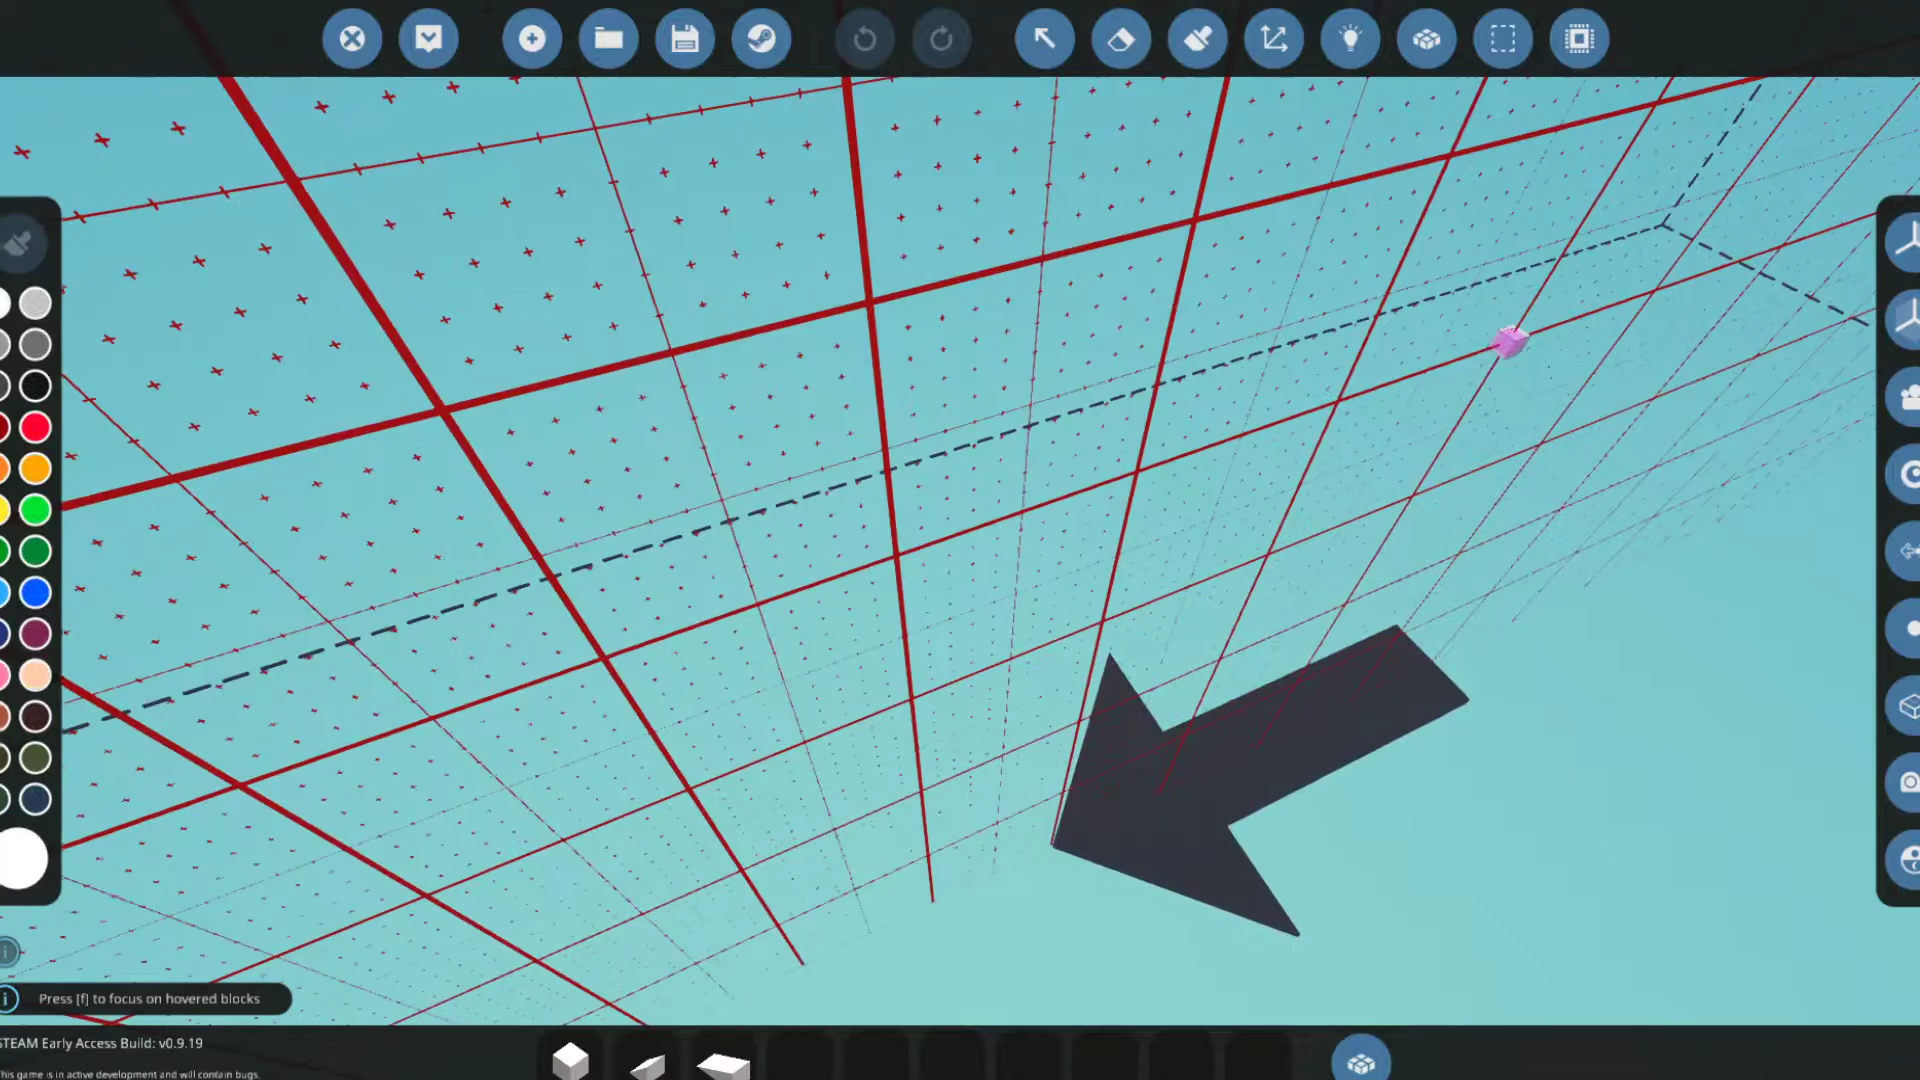 Press [f] to focus on hovered blocks
STEAM Early Access Build: v0.9.19
This game is in active development and will contain bugs.